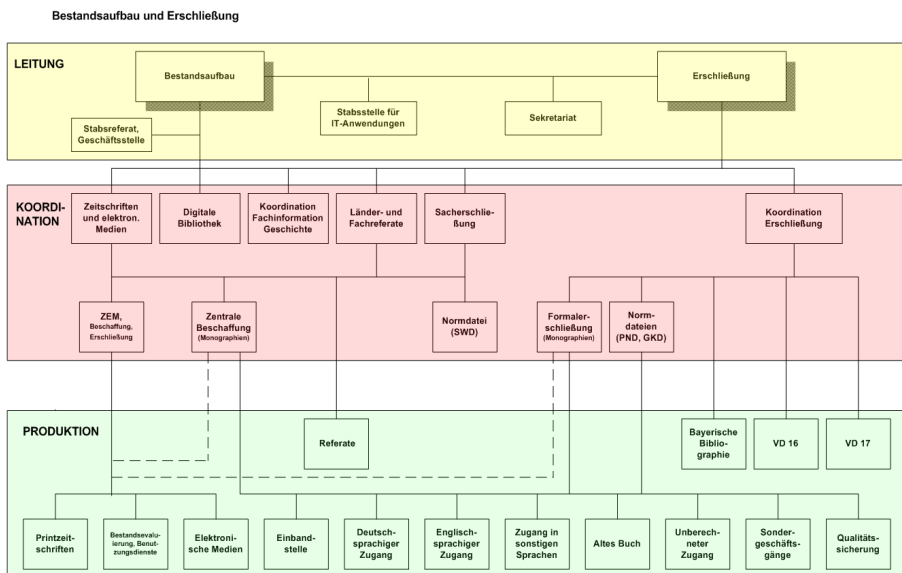 Bestandsaufbau und Erschließung
LEITUNG
Bestandsaufbau
Erschließung
Stabsstelle für
IT-Anwendungen
Sekretariat
Stabsreferat,
Geschäftsstelle
KOORDI-
NATION
Zeitschriften
und elektron.
Medien
Digitale
Bibliothek
Koordination
Fachinformation
Geschichte
Länder- und
Fachreferate
Sacherschlie-
ßung
Koordination
Erschließung
ZEM,
Beschaffung,
Erschließung
Zentrale
Beschaffung
(Monographien)
Normdatei
(SWD)
Formaler-
schließung
(Monographien)
Norm-
dateien
(PND, GKD)
PRODUKTION
Referate
Bayerische
Biblio-
graphie
VD 16
VD 17
Printzeit-
schriften
Bestandsevalu-
ierung, Benut-
zungsdienste
Elektroni-
sche Medien
Einband-
stelle
Deutsch-
sprachiger
Zugang
Englisch-
sprachiger
Zugang
Zugang in
sonstigen
Sprachen
Altes Buch
Unberech-
neter
Zugang
Sonder-
geschäfts-
gänge
Qualitäts-
sicherung